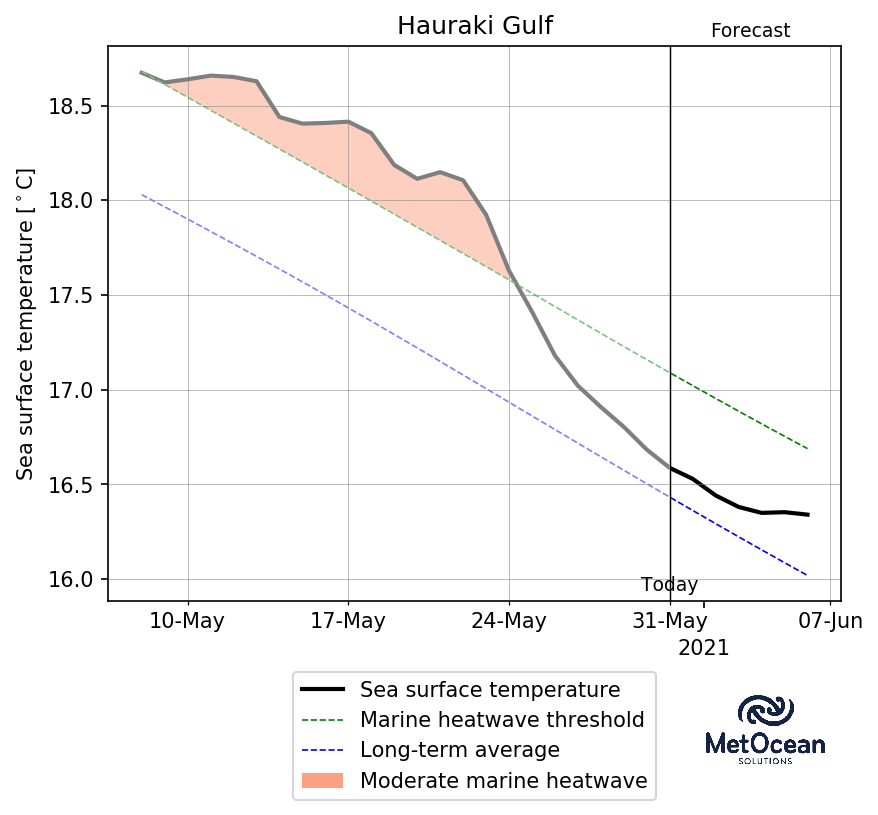 Hauraki Gulf
Forecast
Sea surface temperature [°C]
18.5
18.0
17.5
17.0
16.5
16.0
Today
10-May 17-May 24-May 31-May 07-Jun
2021
Sea surface temperature
Marine heatwave threshold
Long-term average
Moderate marine heatwave
MetOcean
SOLUTIONS